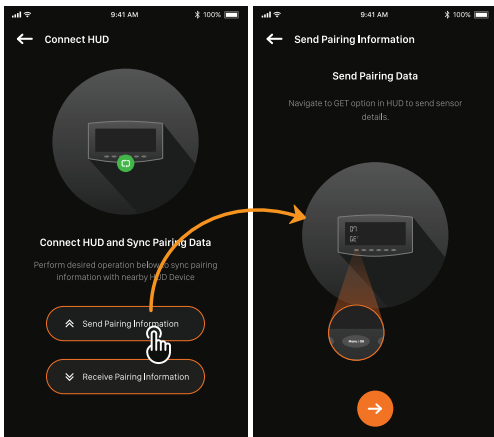 9:41 AM
100%
Connect HUD
Connect HUD and Sync Pairing Data
Perform desired operation below to sync pairing
information with nearby HUD Device
Send Pairing Information
Receive Pairing Information
9:41 AM
100%
Send Pairing Information
Send Pairing Data
Navigate to GET option in HUD to send sensor
details.
Menu / OK